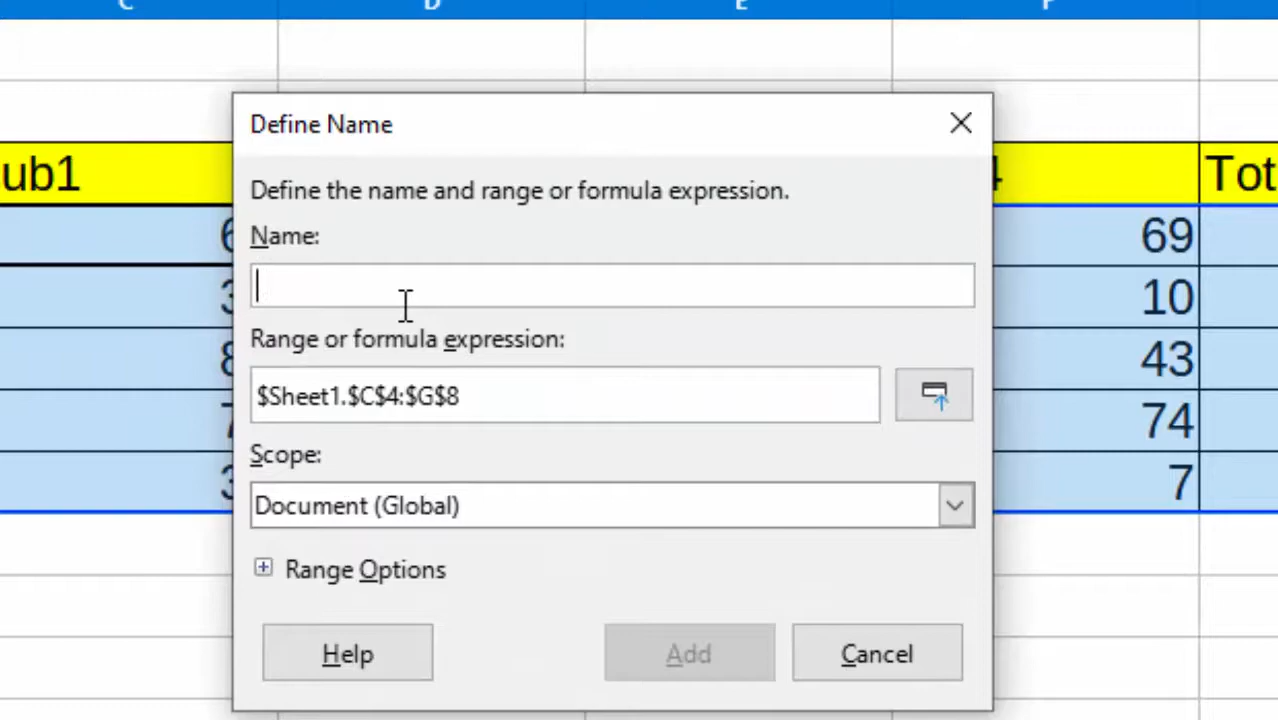 C D E F
Define Name
Define the name and range or formula expression.
Name:
ub1 4 Tot
Range or formula expression:
$Sheet1.$C$4:$G$8
Scope:
Document (Global)
Range Options
Help Add Cancel
6 69
3 10
8 43
7 74
3 7